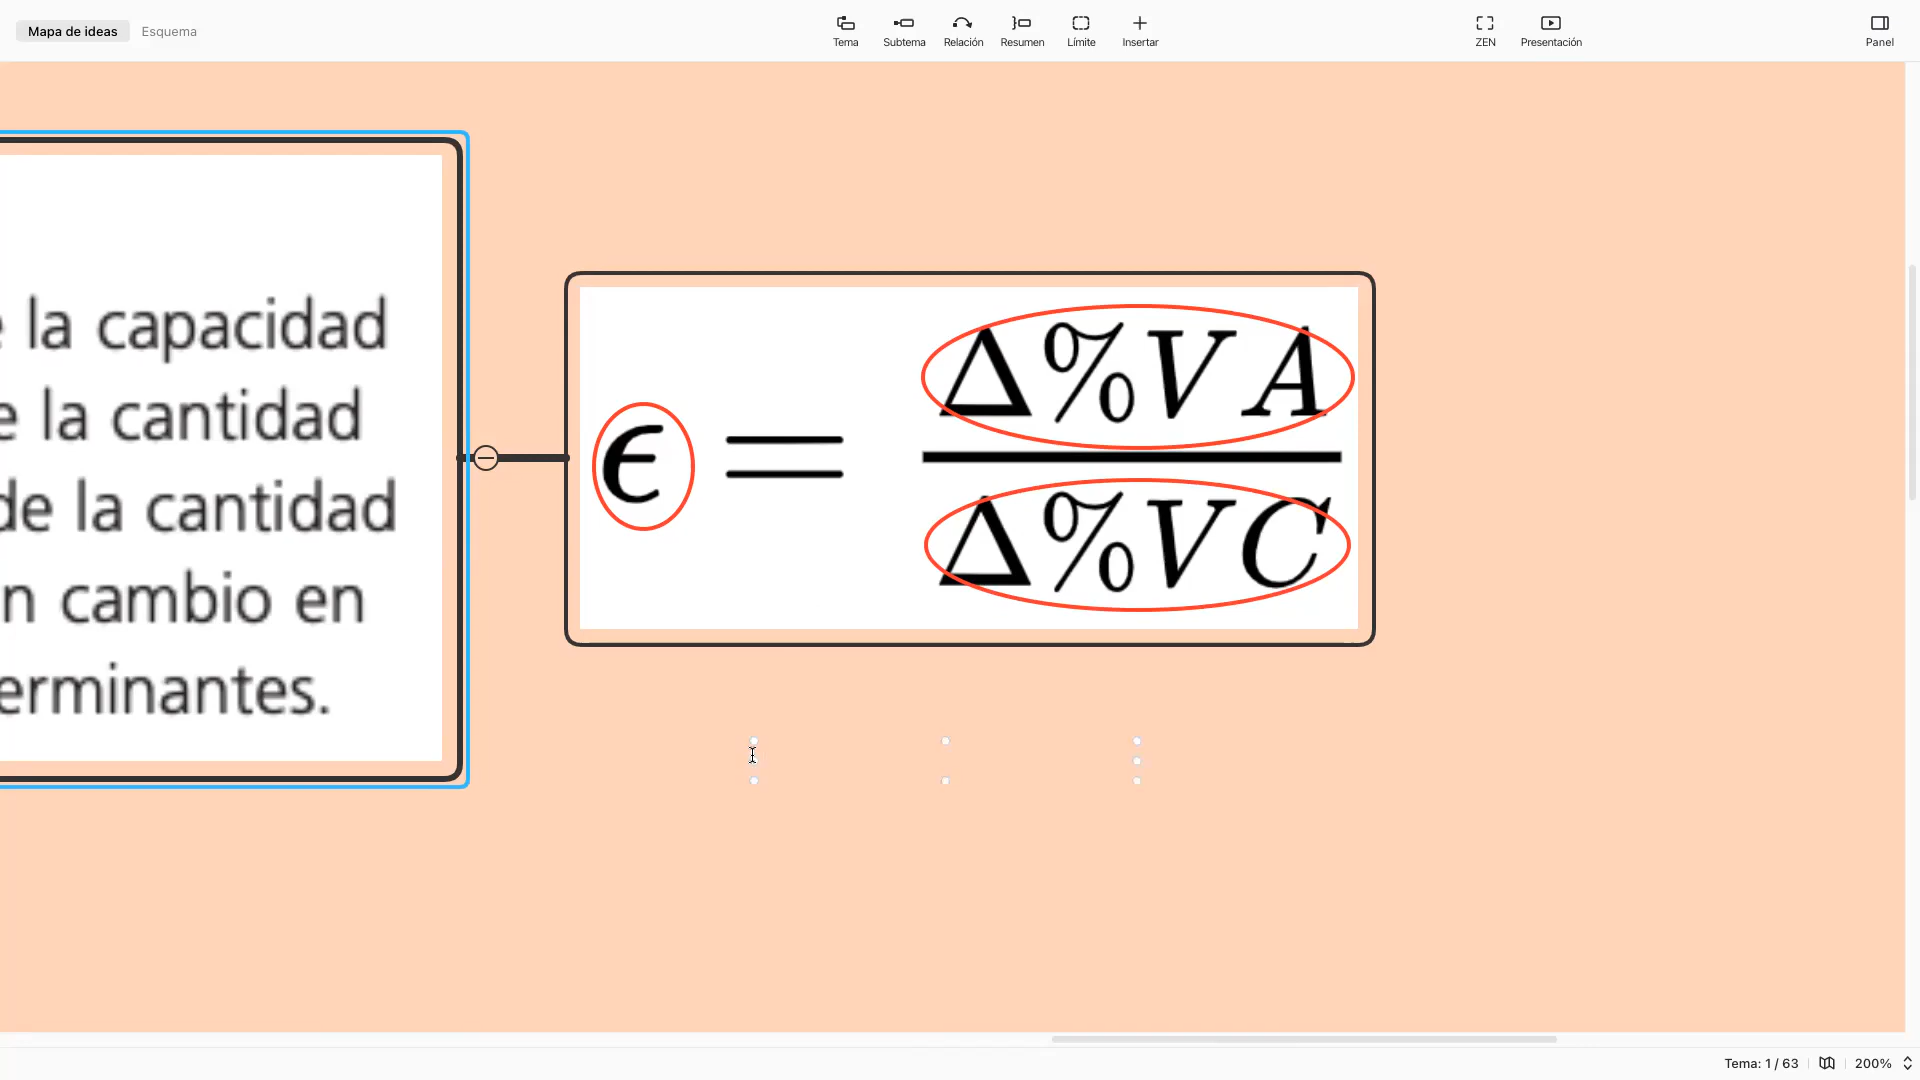 Mapa de ideas Esquema Tema Subtema Relación Resumen Límite Insertar ZEN Presentación Panel
la capacidad
la cantidad
de la cantidad
cambio en
ϵ = Δ%VA / Δ%VC
Tema: 1 / 63 200%